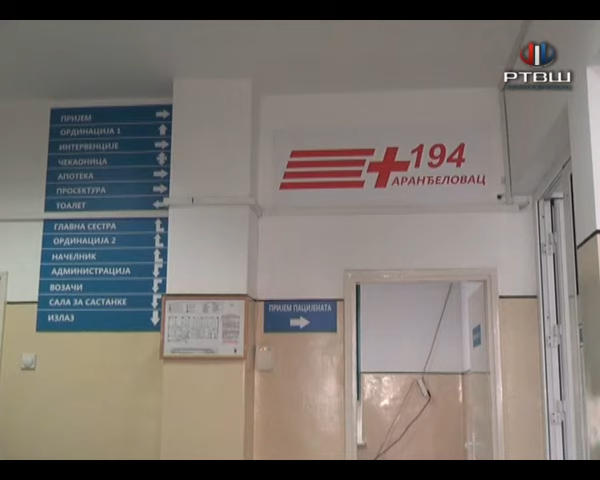 РТВШ
ПРИЈЕМ
ОРДИНАЦИЈА 1
ИНТЕРВЕНЦИЈЕ
ЧЕКАОНИЦА
АПОТЕКА
ПРОСЕКТУРА
ТОАЛЕТ
ГЛАВНА СЕСТРА
ОРДИНАЦИЈА 2
НАЧЕЛНИК
АДМИНИСТРАЦИЈА
ВОЗАЧИ
САЛА ЗА САСТАНКЕ
ИЗЛАЗ
194
АРАНЂЕЛОВАЦ
ПРИЈЕМ ПАЦИЈЕНАТА